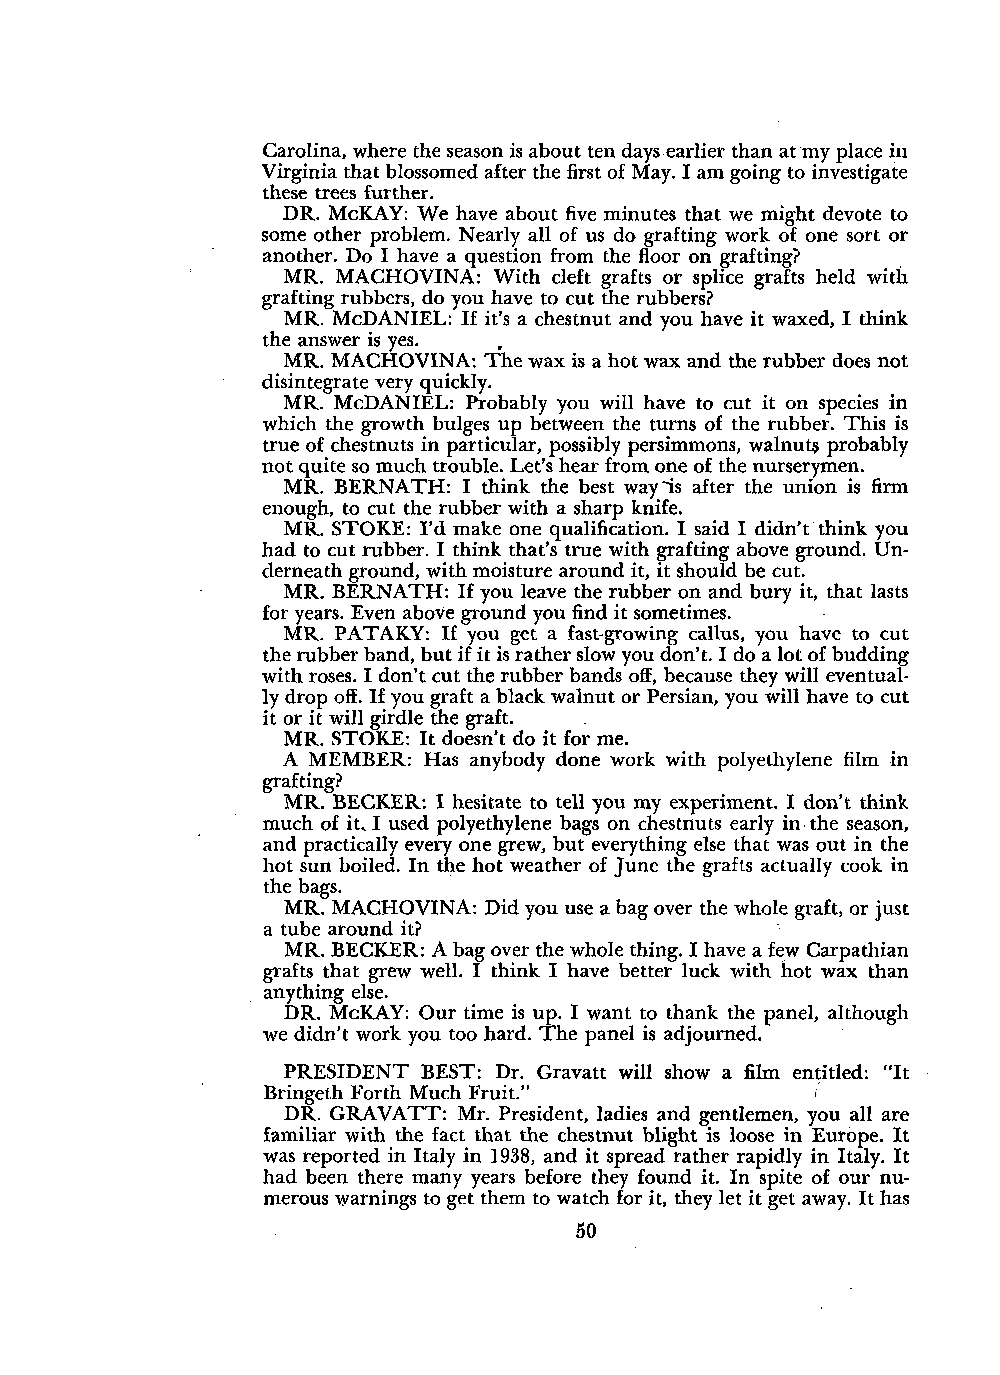 Carolina, where the season is about ten days earlier than at my place in
Virginia that blossomed after the first of May. I am going to investigate
these trees further.
DR. McKAY: We have about five minutes that we might devote to
some other problem. Nearly all of us do grafting work of one sort or
another. Do I have a question from the floor on grafting?
MR. MACHOVINA: With cleft grafts or splice grafts held with
grafting rubbers, do you have to cut the rubbers?
MR. McDANIEL: If it's a chestnut and you have it waxed, I think
the answer is yes.
MR. MACHOVINA: The wax is a hot wax and the rubber does not
disintegrate very quickly.
MR. McDANIEL: Probably you will have to cut it on species in
which the growth bulges up between the turns of the rubber. This is
true of chestnuts in particular, possibly persimmons, walnuts probably
not quite so much trouble. Let's hear from one of the nurserymen.
MR. BERNATH: I think the best way is after the union is firm
enough, to cut the rubber with a sharp knife.
MR. STOKE: I'd make one qualification. I said I didn't think you
had to cut rubber. I think that's true with grafting above ground. Un-
derneath ground, with moisture around it, it should be cut.
MR. BERNATH: If you leave the rubber on and bury it, that lasts
for years. Even above ground you find it sometimes.
MR. PATAKY: If you get a fast-growing callus, you have to cut
the rubber band, but if it is rather slow you don't. I do a lot of budding
with roses. I don't cut the rubber bands off, because they will eventual-
ly drop off. If you graft a black walnut or Persian, you will have to cut
it or it will girdle the graft.
MR. STOKE: It doesn't do it for me.
A MEMBER: Has anybody done work with polyethylene film in
grafting?
MR. BECKER: I hesitate to tell you my experiment. I don't think
much of it. I used polyethylene bags on chestnuts early in the season,
and practically every one grew, but everything else that was out in the
hot sun boiled. In the hot weather of June the grafts actually cook in
the bags.
MR. MACHOVINA: Did you use a bag over the whole graft, or just
a tube around it?
MR. BECKER: A bag over the whole thing. I have a few Carpathian
grafts that grew well. I think I have better luck with hot wax than
anything else.
DR. McKAY: Our time is up. I want to thank the panel, although
we didn't work you too hard. The panel is adjourned.
PRESIDENT BEST: Dr. Gravatt will show a film entitled: "It
Bringeth Forth Much Fruit."
DR. GRAVATT: Mr. President, ladies and gentlemen, you all are
familiar with the fact that the chestnut blight is loose in Europe. It
was reported in Italy in 1938, and it spread rather rapidly in Italy. It
had been there many years before they found it. In spite of our nu-
merous warnings to get them to watch for it, they let it get away. It has
50